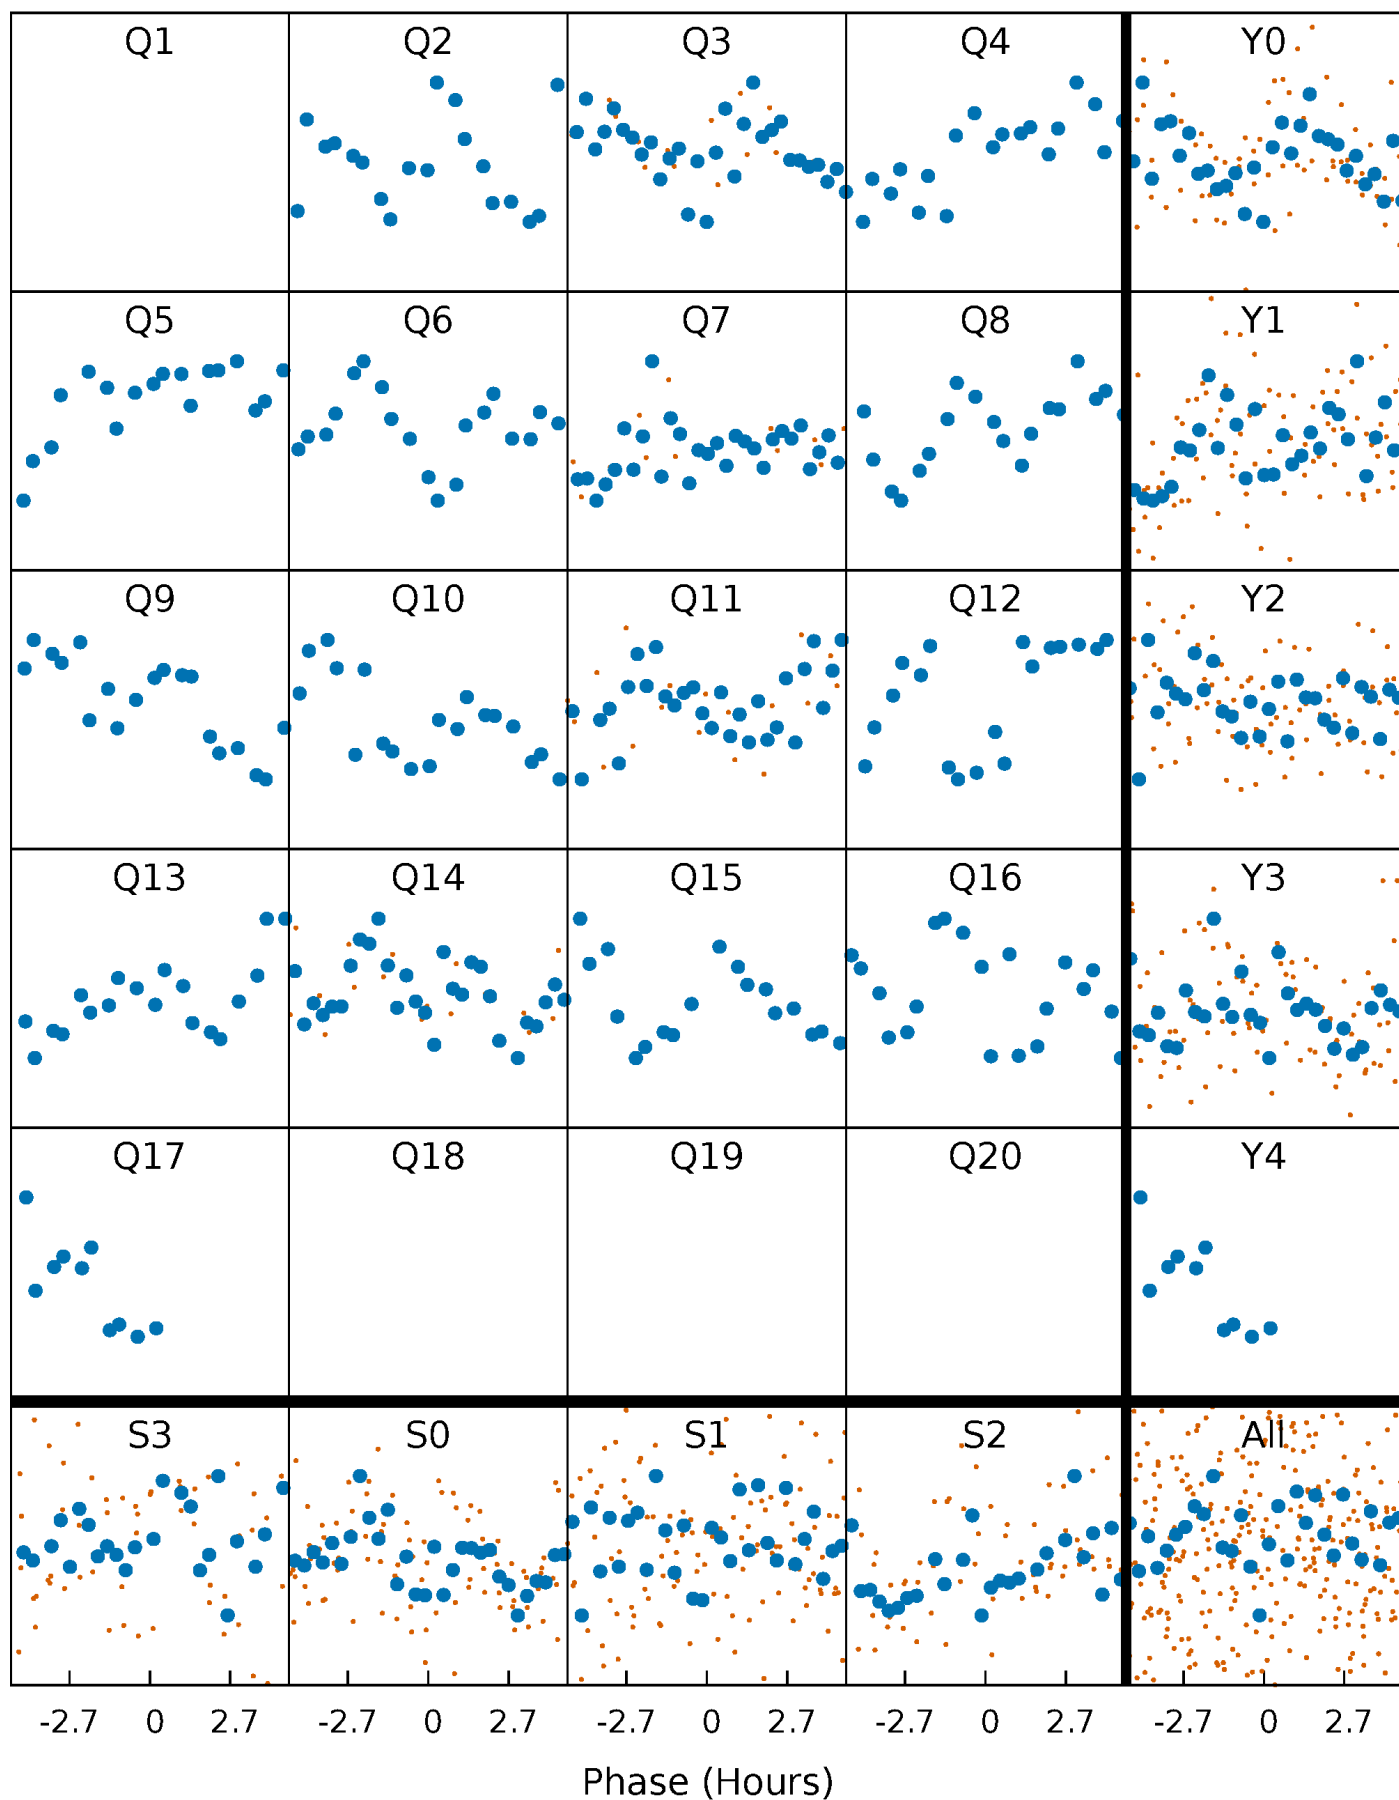 Q1 Q2 Q3 Q4 Y0
Q5 Q6 Q7 Q8 Y1
Q9 Q10 Q11 Q12 Y2
Q13 Q14 Q15 Q16 Y3
Q17 Q18 Q19 Q20 Y4
S3 S0 S1 S2 All
-2.7 0 2.7 -2.7 0 2.7 -2.7 0 2.7 -2.7 0 2.7 -2.7 0 2.7
Phase (Hours)